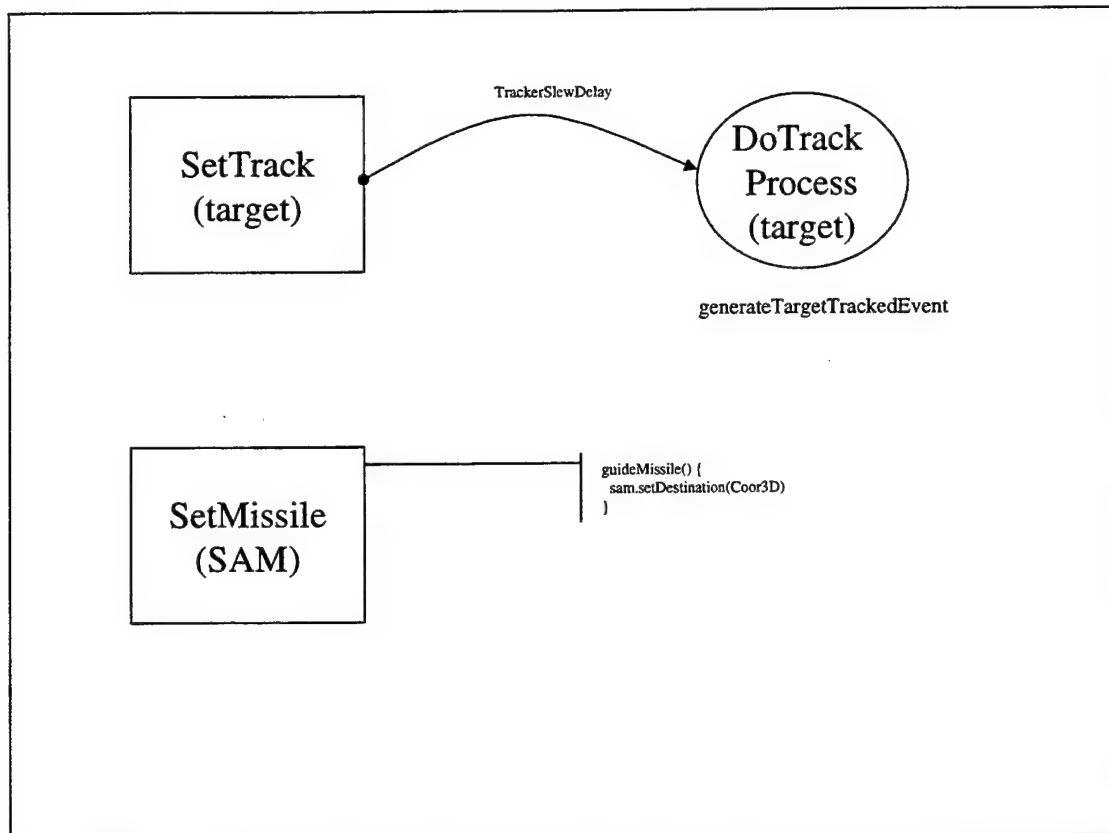 TrackerSlewDelay
SetTrack
(target)
DoTrack
Process
(target)
generateTargetTrackedEvent
SetMissile
(SAM)
guideMissile() {
sam.setDestination(Coor3D)
}